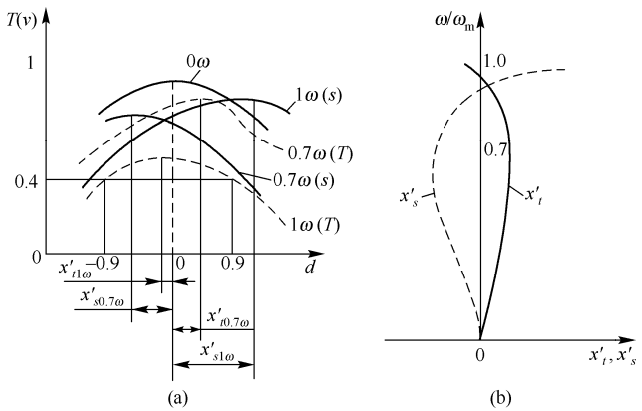 T(v)
ω/ω_m
0ω
1
1.0
1ω(s)
0.7ω(T)
0.7
0.4
0.7ω(s)
x'_s
x'_t
1ω(T)
0
x'_{t1ω}
−0.9
0
0.9
d
x'_{s0.7ω}
x'_{t0.7ω}
x'_{s1ω}
0
x'_t, x'_s
(a)
(b)